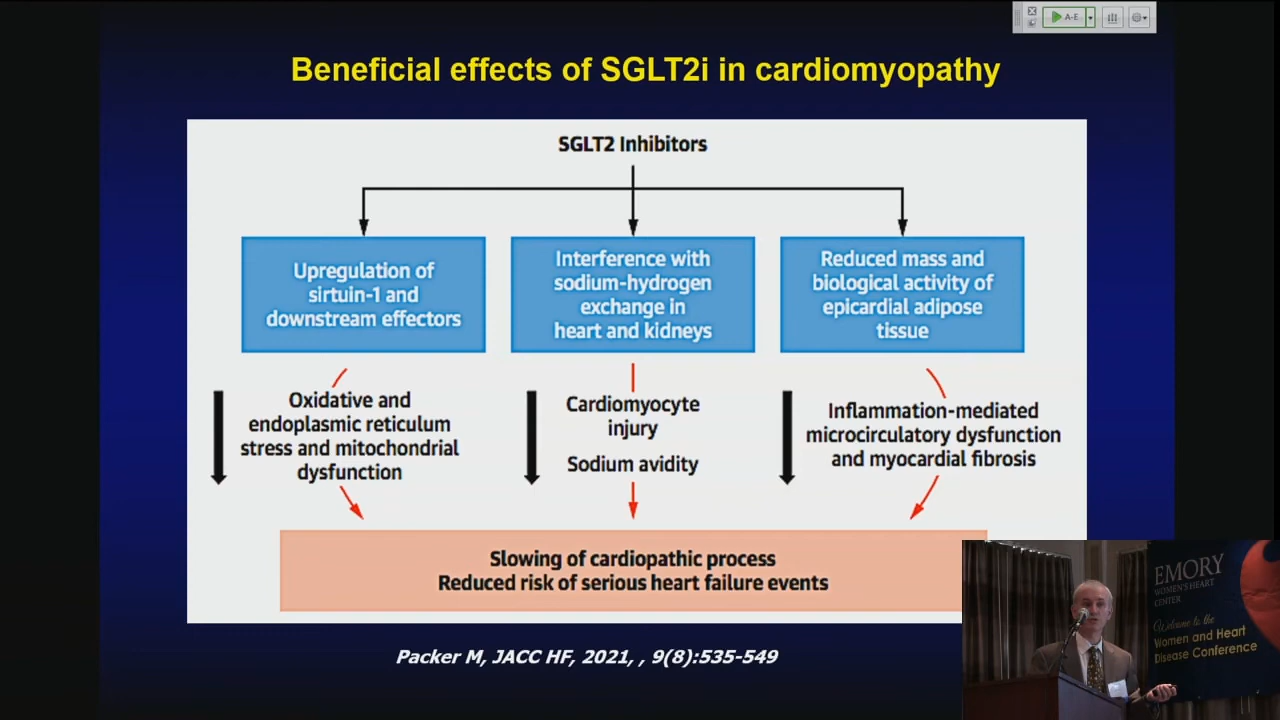 A-E
Beneficial effects of SGLT2i in cardiomyopathy
SGLT2 Inhibitors
Upregulation of
sirtuin-1 and
downstream effectors
Interference with
sodium-hydrogen
exchange in
heart and kidneys
Reduced mass and
biological activity of
epicardial adipose
tissue
Oxidative and
endoplasmic reticulum
stress and mitochondrial
dysfunction
Cardiomyocyte
injury
Sodium avidity
Inflammation-mediated
microcirculatory dysfunction
and myocardial fibrosis
Slowing of cardiopathic process
Reduced risk of serious heart failure events
Packer M, JACC HF, 2021, , 9(8):535-549
EMORY
WOMEN'S HEART
CENTER
Welcome to the
Women and Heart
Disease Conference